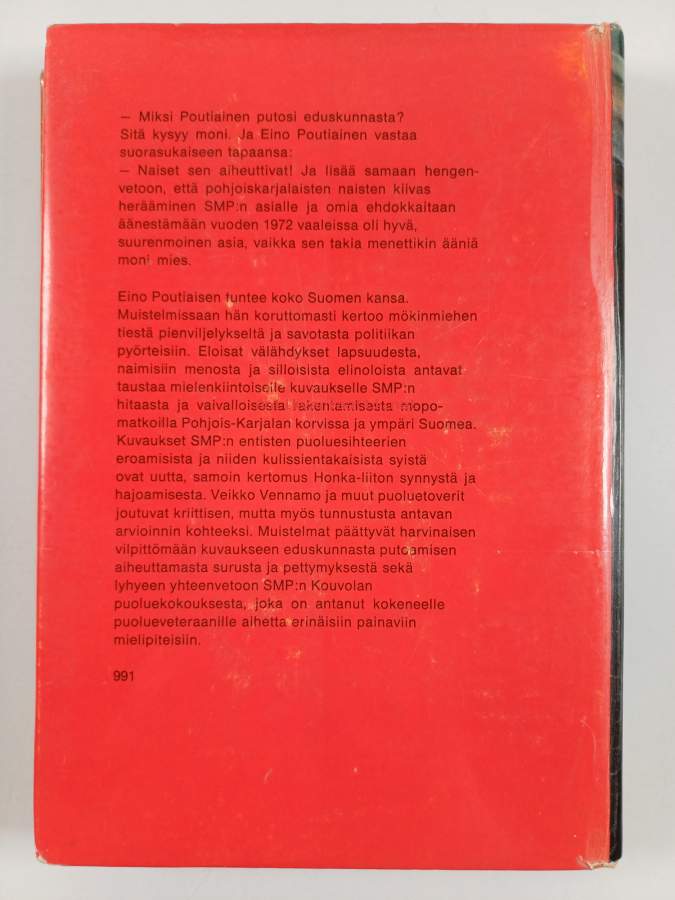 — Miksi Poutiainen putosi eduskunnasta?
Sitä kysyy moni. Ja Eino Poutiainen vastaa
suorasukaiseen tapaansa:
— Naiset sen aiheuttivat! Ja lisää samaan hengen-
vetoon, että pohjoiskarjalaisten naisten kiivas
herääminen SMP:n asialle ja omia ehdokkaitaan
äänestämään vuoden 1972 vaaleissa oli hyvä,
suurenmoinen asia, vaikka sen takia menettikin ääniä
moni mies.
Eino Poutiaisen tuntee koko Suomen kansa.
Muistelmissaan hän koruttomasti kertoo mökinmiehen
tiestä pienviljelykseltä ja savotasta politiikan
pyörteisiin. Eloisat välähdykset lapsuudesta,
naimisiin menosta ja silloisista elinoloista antavat
taustaa mielenkiintoiselle kuvaukselle SMP:n
hitaasta ja vaivalloisesta rakentamisesta mopo-
matkoilla Pohjois-Karjalan korvissa ja ympäri Suomea.
Kuvaukset SMP:n entisten puoluesihteerien
eroamisista ja niiden kulissientakaisista syistä
ovat uutta, samoin kertomus Honka-liiton synnystä ja
hajoamisesta. Veikko Vennamo ja muut puoluetoverit
joutuvat kriittisen, mutta myös tunnustusta antavan
arvioinnin kohteeksi. Muistelmat päättyvät harvinaisen
vilpittömään kuvaukseen eduskunnasta putoamisen
aiheuttamasta surusta ja pettymyksestä sekä
lyhyeen yhteenvetoon SMP:n Kouvolan
puoluekokouksesta, joka on antanut kokeneelle
puolueveteraanille aihetta erinäisiin painaviin
mielipiteisiin.
991